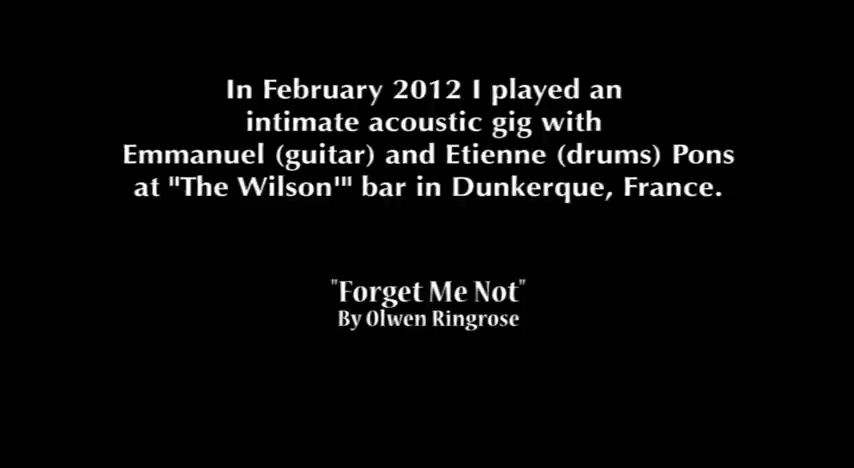 In February 2012 I played an
intimate acoustic gig with
Emmanuel (guitar) and Etienne (drums) Pons
at "The Wilson'" bar in Dunkerque, France.
"Forget Me Not"
By Olwen Ringrose